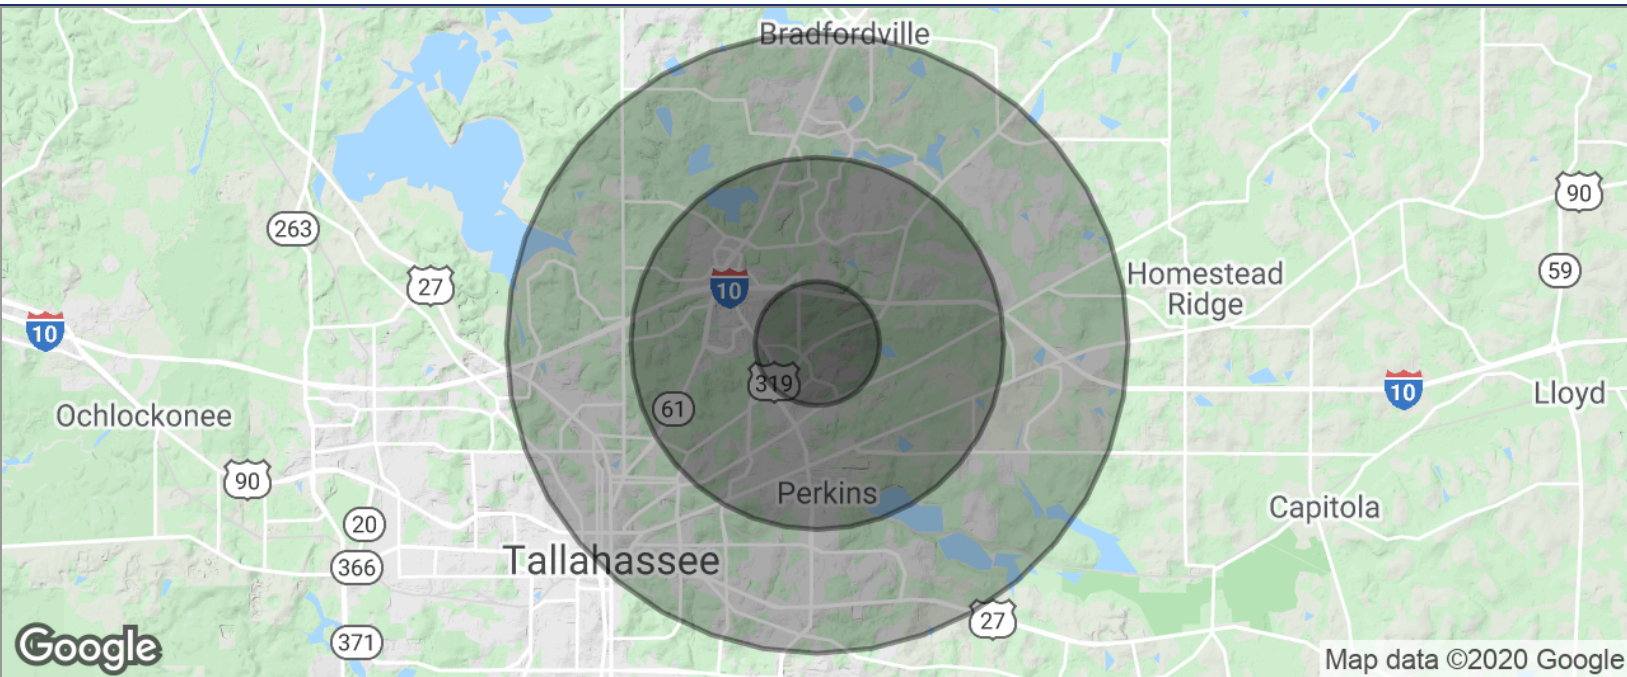 Bradfordville
90
263
59
27
Homestead
Ridge
10
10
319
10
Lloyd
61
Ochlockonee
90
Perkins
Capitola
20
Tallahassee
366
27
371
Google
Map data ©2020 Google